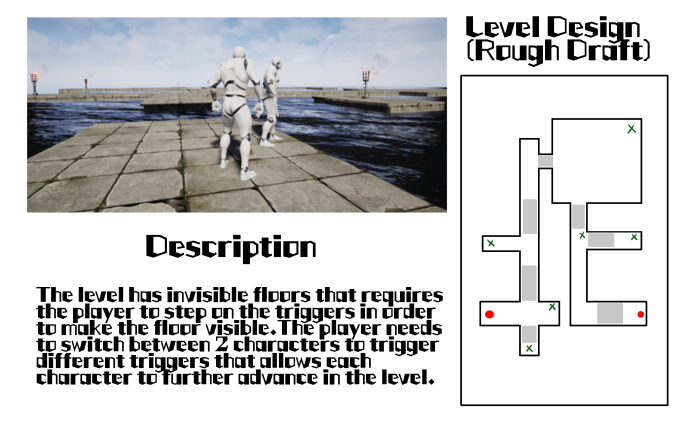 Level Design
(Rough Draft)
Description
The level has invisible floors that requires
the player to step on the triggers in order
to make the floor visible.The player needs
to switch between 2 characters to trigger
different triggers that allows each
character to further advance in the level.